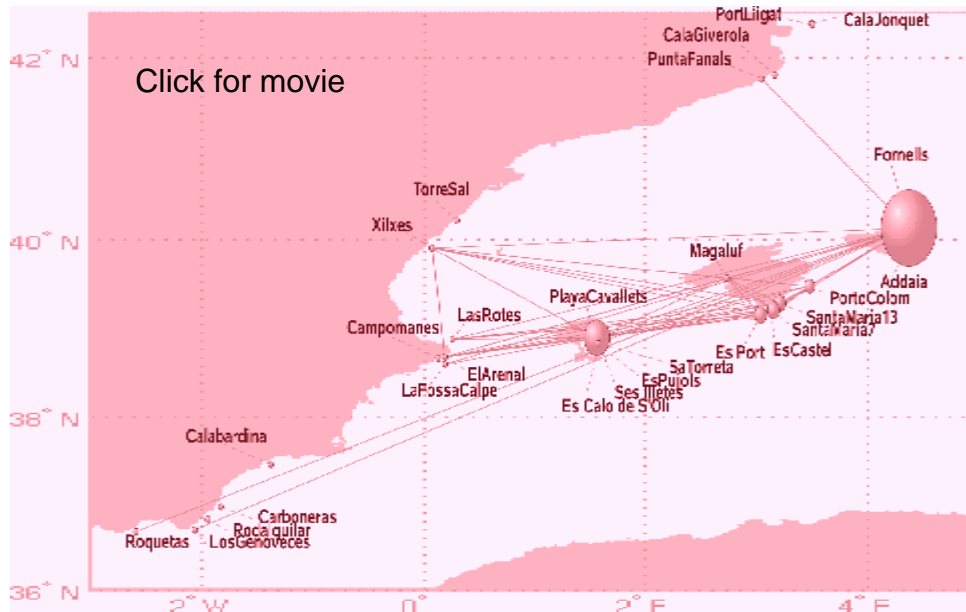 PortLligat
CalaJonquet
CalaGiverola
42° N
PuntaFanals
Click for movie
Fornells
TorreSal
Xilxes
40° N
Magaluf
Addaia
PlayaCavallets
PortoColom
LasRotes
SantaMaria13
Campomanes
SantaMaria7
EsCastel
Es Port
SaTorreta
ElArenal
EsPujols
LaFossaCalpe
Ses Illetes
Es Calo de S'Oli
38° N
Calabardina
Carboneras
Roquetas
LosGenoveces
36° N
2° W
0°
2° E
4° E